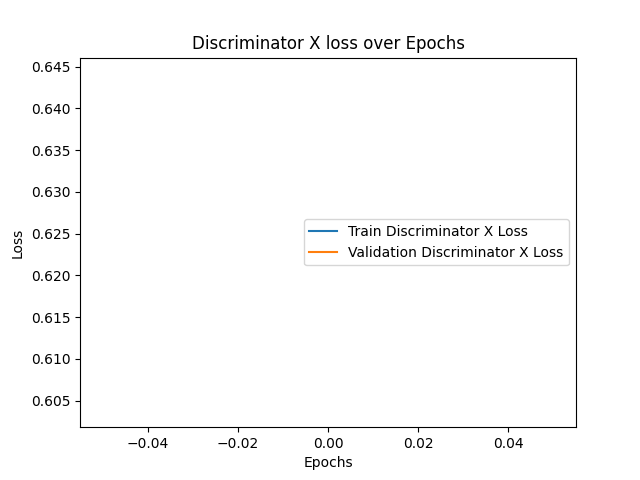 Discriminator X loss over Epochs
0.645
0.640
0.635
0.630
0.625
0.620
0.615
0.610
0.605
Loss
Train Discriminator X Loss
Validation Discriminator X Loss
−0.04 −0.02 0.00 0.02 0.04
Epochs